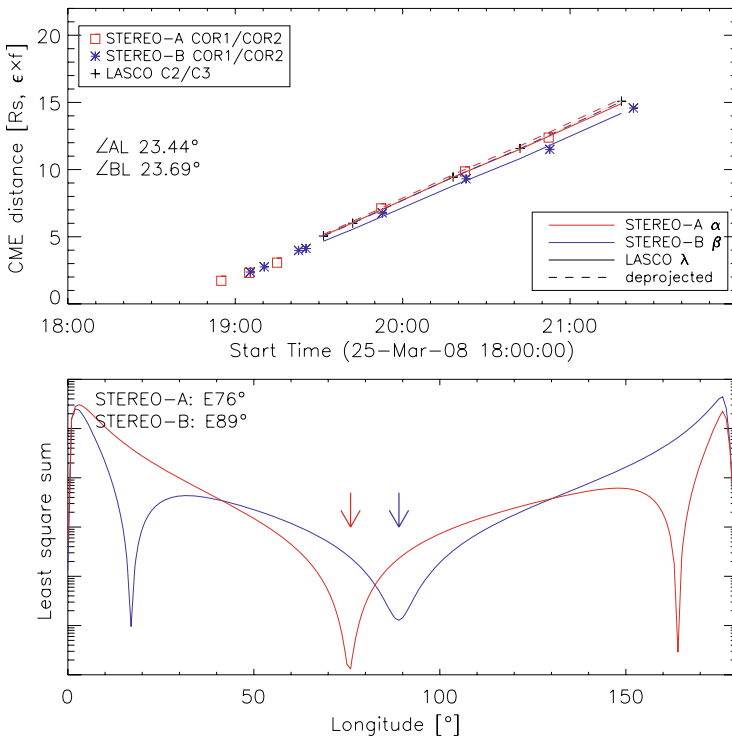 CME distance [Rs, ϵ×f]
20
15
10
5
0
STEREO-A COR1/COR2
STEREO-B COR1/COR2
LASCO C2/C3
∠AL 23.44°
∠BL 23.69°
STEREO-A α
STEREO-B β
LASCO λ
deprojected
18:00
19:00
20:00
21:00
Start Time (25-Mar-08 18:00:00)
Least square sum
STEREO-A: E76°
STEREO-B: E89°
0
50
100
150
Longitude [°]